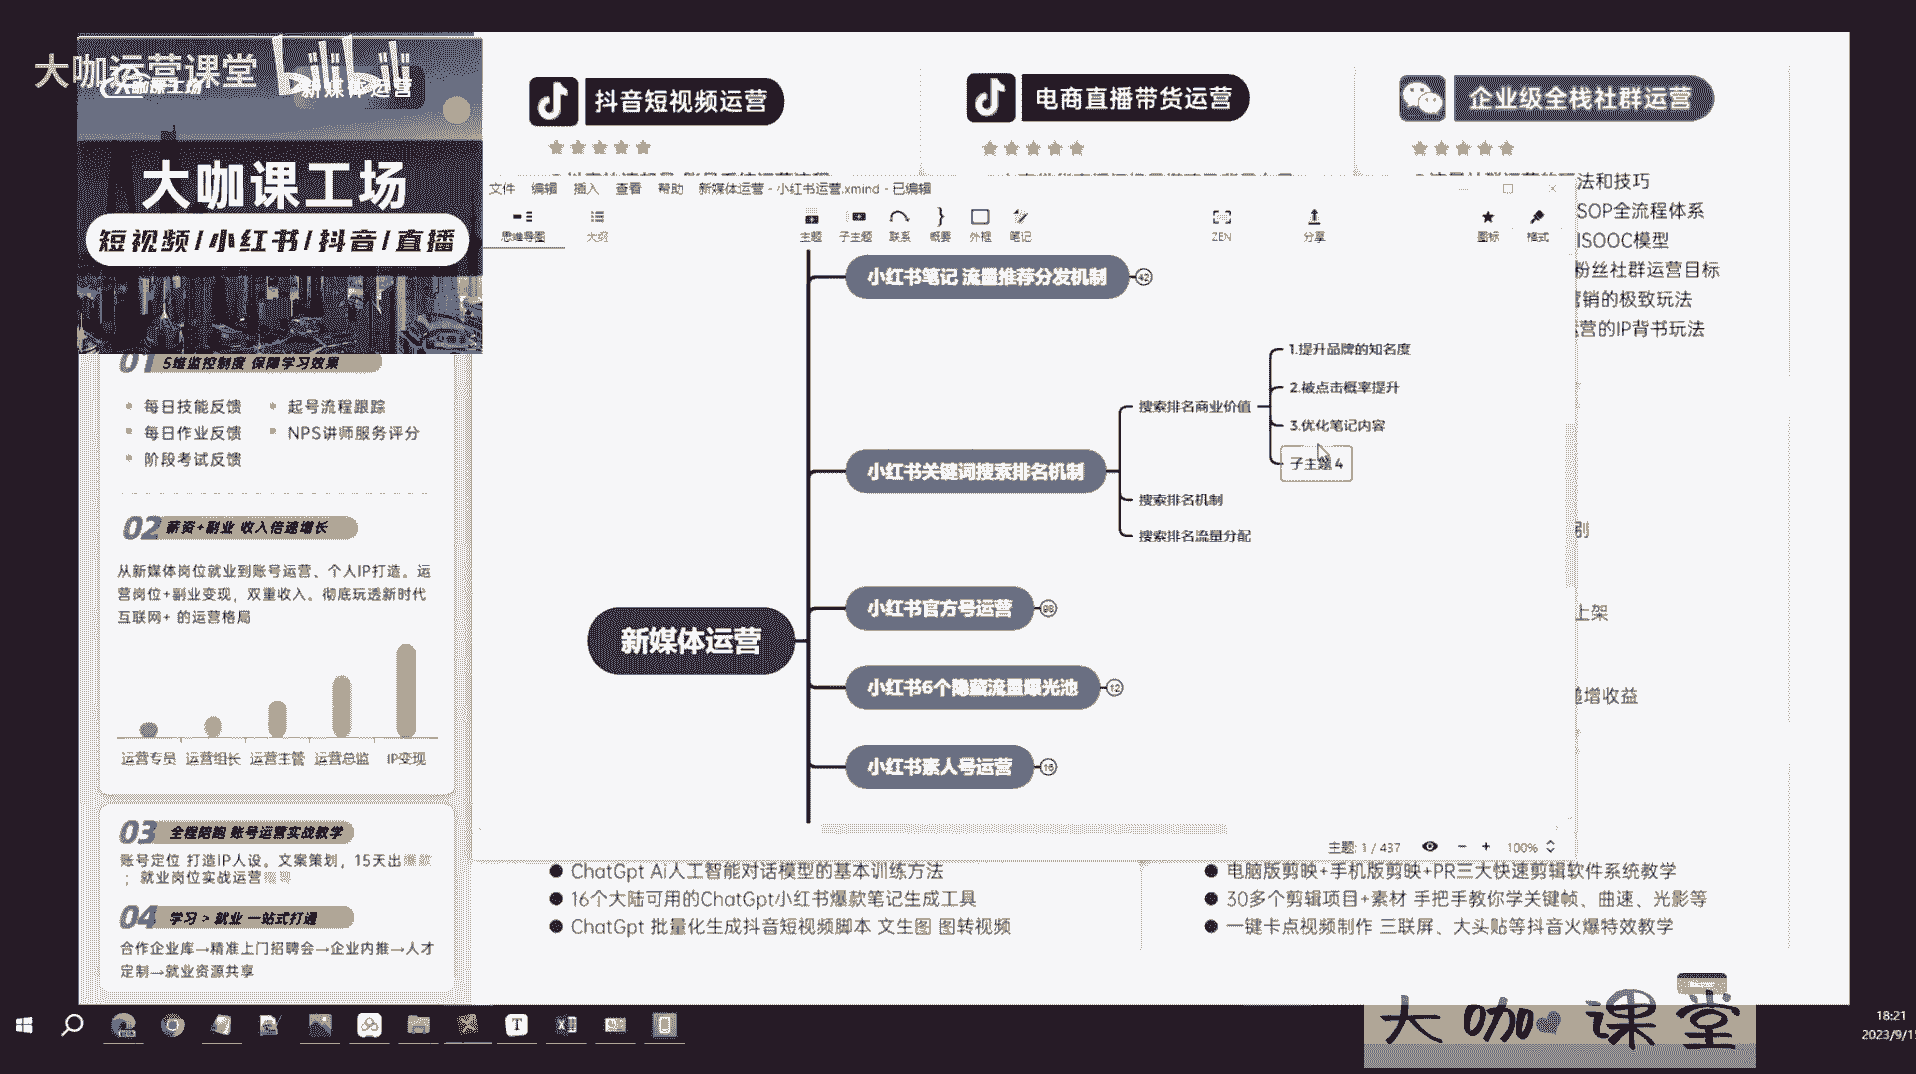 大咖运营课堂 bilibili
大咖课工场
新媒体运营
大咖课工场
短视频/小红书/抖音/直播
01 5维监控制度 保障学习效果
每日技能反馈
起号流程跟踪
每日作业反馈
NPS讲师服务评分
阶段考试反馈
02 薪资+副业 收入倍速增长
从新媒体岗位就业到账号运营、个人IP打造。运
营岗位+副业变现，双重收入。彻底玩透新时代
互联网+ 的运营格局
运营专员 运营组长 运营主管 运营总监 IP变现
03 全程陪跑 账号运营实战教学
账号定位 打造IP人设。文案策划，15天出爆款
；就业岗位实战运营
04 学习 > 就业 一站式打通
合作企业库→精准上门招聘会→企业内推→人才
定制→就业资源共享
抖音短视频运营
电商直播带货运营
企业级全栈社群运营
法和技巧
SOP全流程体系
ISOOC模型
粉丝社群运营目标
营销的极致玩法
运营的IP背书玩法
别
上架
递增收益
文件 编辑 插入 查看 帮助 新媒体运营 - 小红书运营.xmind - 已编辑
思维导图 大纲 主题 子主题 联系 概要 外框 笔记 ZEN 分享 图标 格式
新媒体运营
小红书笔记 流量推荐分发机制 42
小红书关键词搜索排名机制
搜索排名商业价值
1.提升品牌的知名度
2.被点击概率提升
3.优化笔记内容
子主题 4
搜索排名机制
搜索排名流量分配
小红书官方号运营 98
小红书6个隐藏流量曝光池 12
小红书素人号运营 16
主题: 1 / 437 100%
ChatGpt Ai人工智能对话模型的基本训练方法
16个大陆可用的ChatGpt小红书爆款笔记生成工具
ChatGpt 批量化生成抖音短视频脚本 文生图 图转视频
电脑版剪映+手机版剪映+PR三大快速剪辑软件系统教学
30多个剪辑项目+素材 手把手教你学关键帧、曲速、光影等
一键卡点视频制作 三联屏、大头贴等抖音火爆特效教学
大咖课堂
18:21
2023/9/15